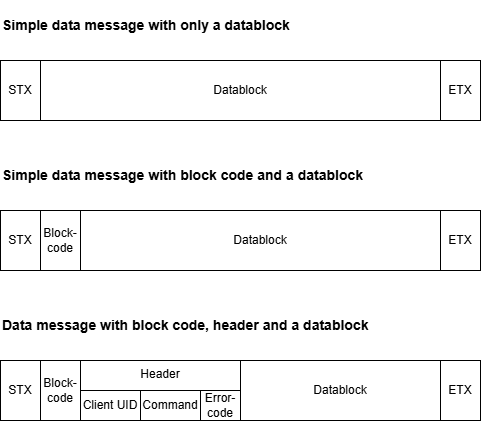 Simple data message with only a datablock
STX Datablock ETX
Simple data message with block code and a datablock
STX Block-
code Datablock ETX
Data message with block code, header and a datablock
STX Block-
code Header Datablock ETX
Client UID Command Error-
code